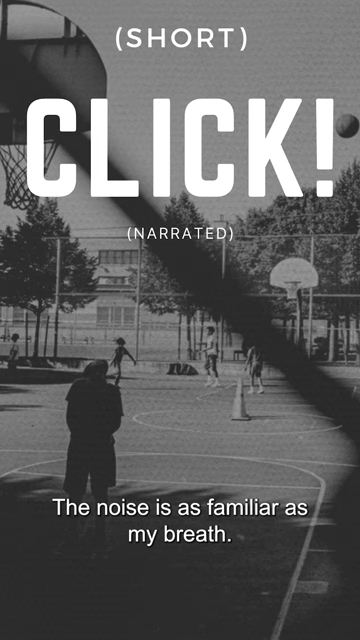 (SHORT)
CLICK!
(NARRATED)
The noise is as familiar as
my breath.